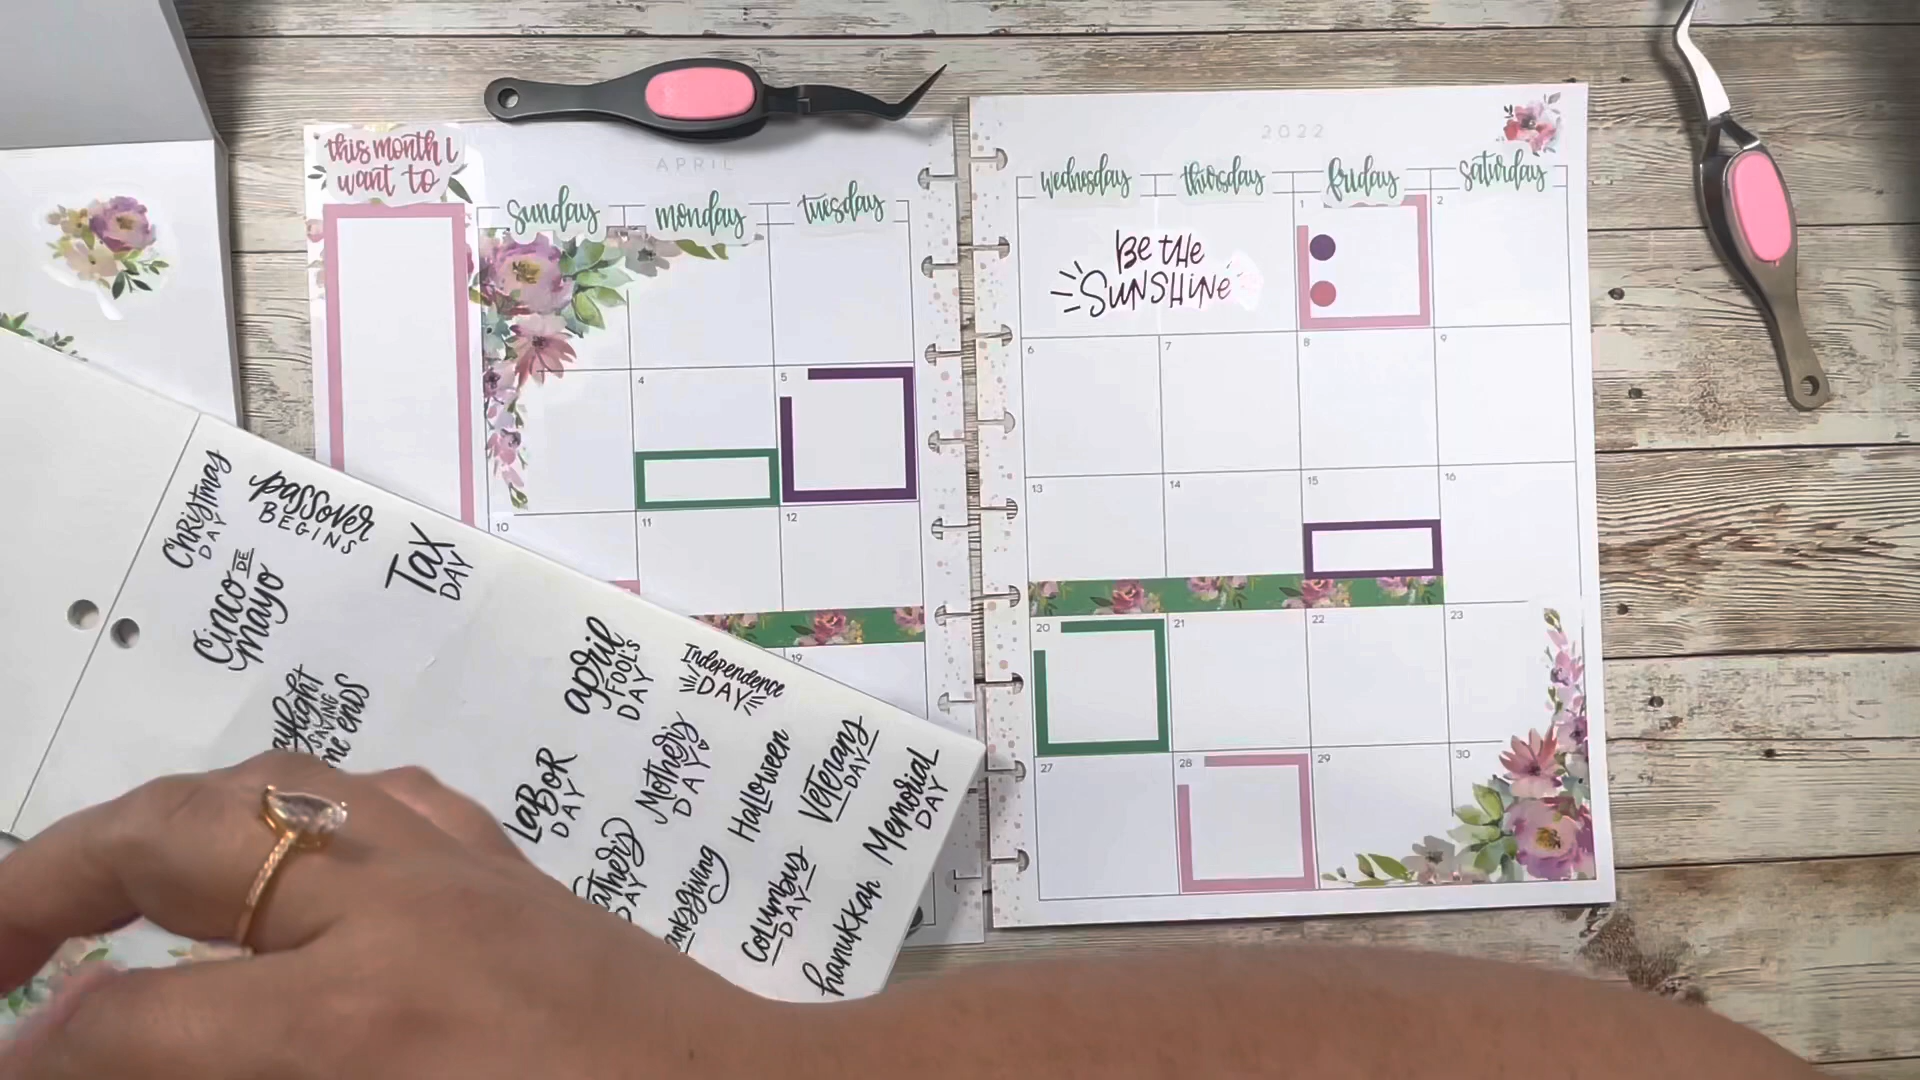 this month I
want to
APRIL
2022
sunday
monday
tuesday
wednesday
thursday
friday
saturday
Be the
Sunshine
1
2
4
5
6
7
8
9
10
11
12
13
14
15
16
19
20
21
22
23
27
28
29
30
Christmas
DAY
passover
BEGINS
Tax
DAY
Cinco DE
mayo
SAVING
ends
april
FOOL'S
DAY
Independence
DAY
LaBOR
DAY
Mother's
DAY
Halloween
Veterans
DAY
Memorial
DAY
DAY
Columbus
DAY
hanukkah